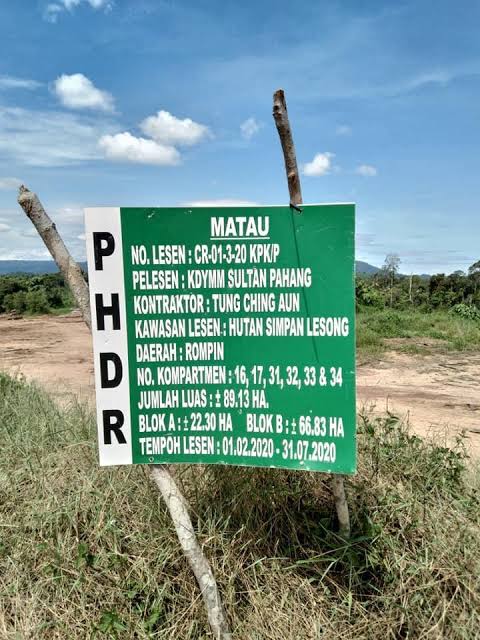 PHDR
MATAU
NO. LESEN : CR-01-3-20 KPK/P
PELESEN : KDYMM SULTAN PAHANG
KONTRAKTOR : TUNG CHING AUN
KAWASAN LESEN : HUTAN SIMPAN LESONG
DAERAH : ROMPIN
NO. KOMPARTMEN : 16, 17, 31, 32, 33 & 34
JUMLAH LUAS : ± 89.13 HA.
BLOK A : ± 22.30 HA BLOK B : ± 66.83 HA
TEMPOH LESEN : 01.02.2020 - 31.07.2020